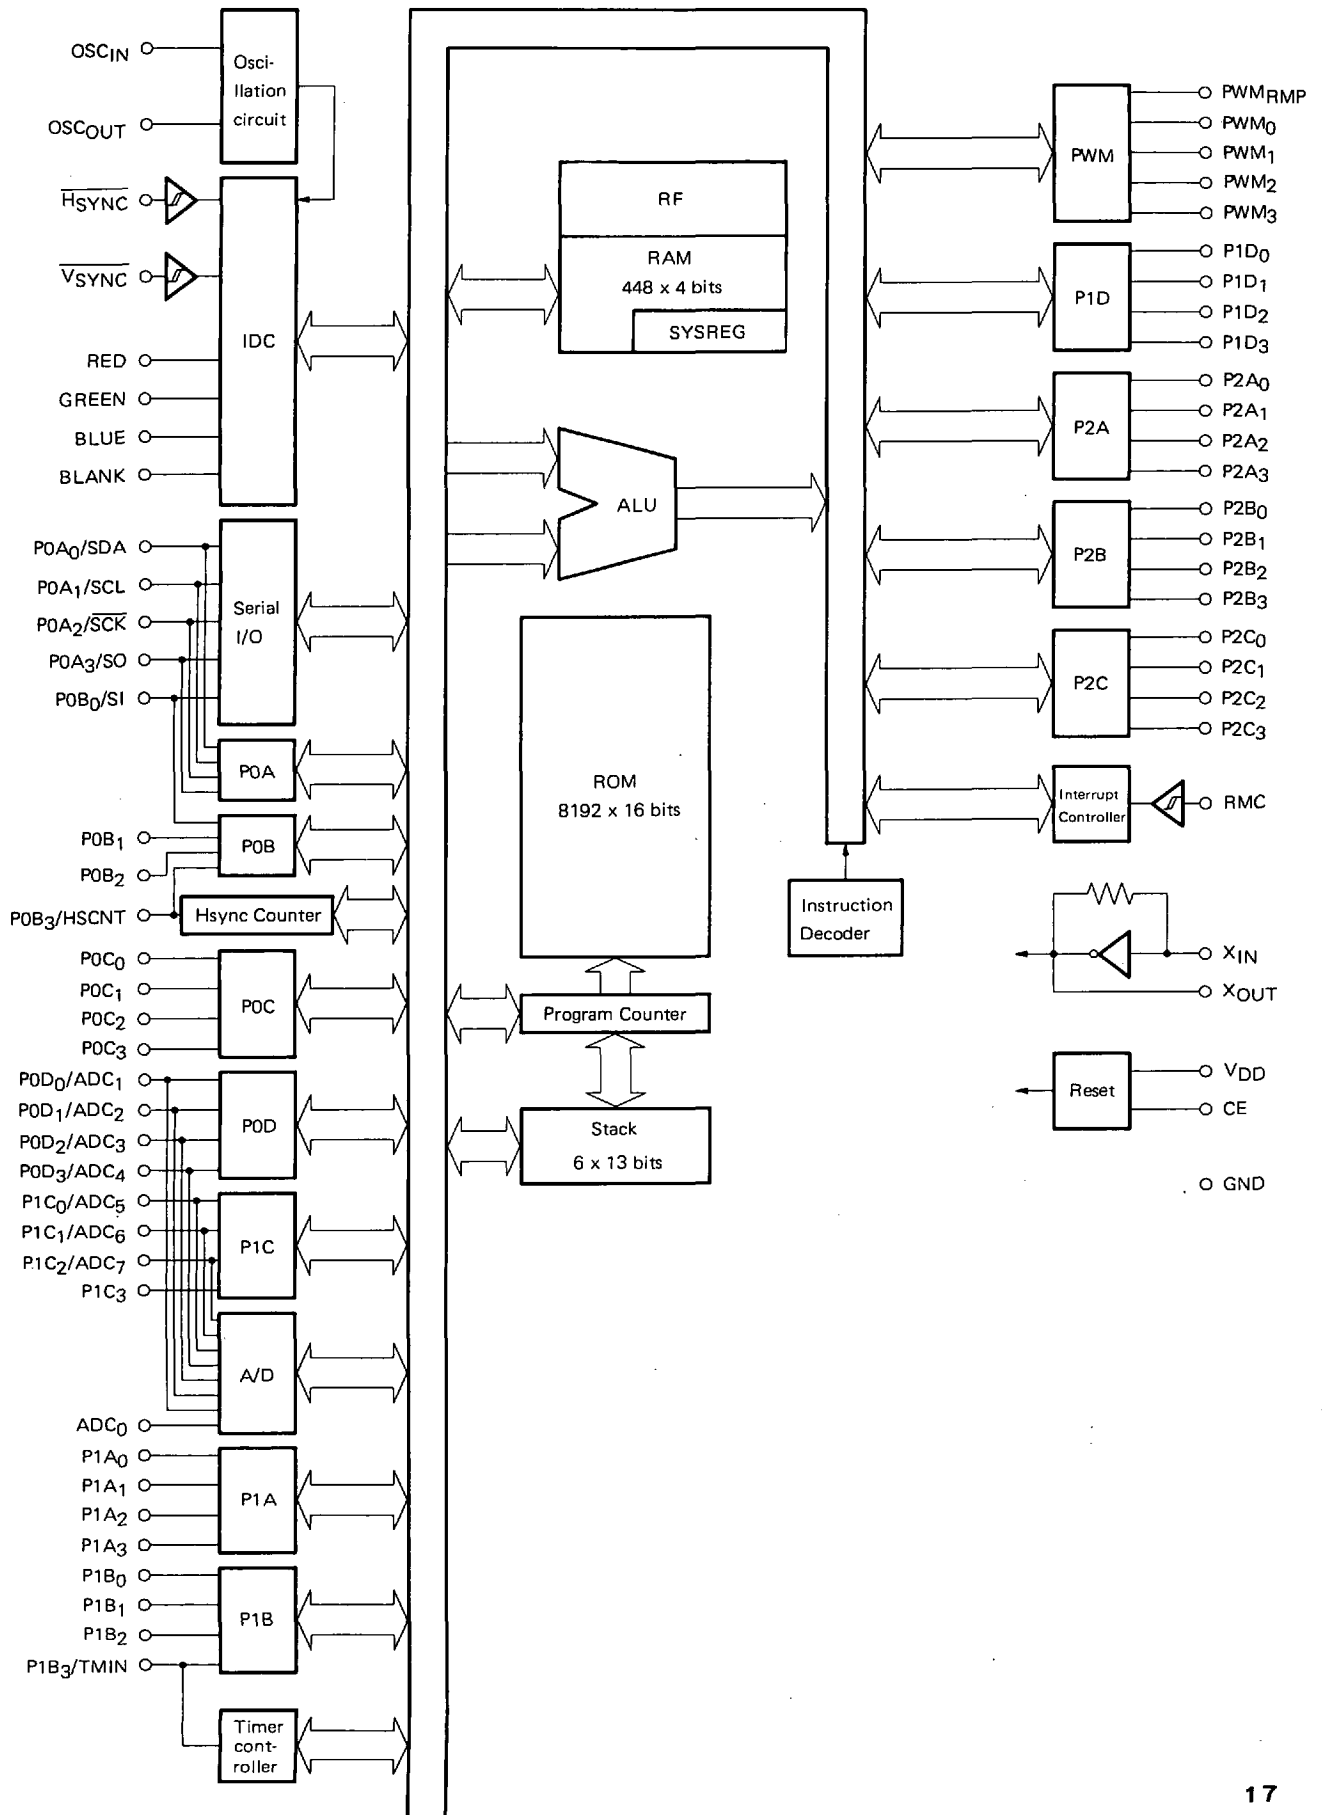 OSCIN
OSCOUT
Osci-
llation
circuit
HSYNC
VSYNC
RED
GREEN
BLUE
BLANK
IDC
P0A0/SDA
P0A1/SCL
P0A2/SCK
P0A3/SO
P0B0/SI
Serial
I/O
P0A
P0B1
P0B2
P0B
P0B3/HSCNT
Hsync Counter
P0C0
P0C1
P0C2
P0C3
P0C
P0D0/ADC1
P0D1/ADC2
P0D2/ADC3
P0D3/ADC4
P0D
P1C0/ADC5
P1C1/ADC6
P1C2/ADC7
P1C3
P1C
A/D
ADC0
P1A0
P1A1
P1A2
P1A3
P1A
P1B0
P1B1
P1B2
P1B3/TMIN
P1B
Timer
cont-
roller
RF
RAM
448 x 4 bits
SYSREG
ALU
ROM
8192 x 16 bits
Program Counter
Stack
6 x 13 bits
Instruction
Decoder
PWM
PWMRMP
PWM0
PWM1
PWM2
PWM3
P1D
P1D0
P1D1
P1D2
P1D3
P2A
P2A0
P2A1
P2A2
P2A3
P2B
P2B0
P2B1
P2B2
P2B3
P2C
P2C0
P2C1
P2C2
P2C3
Interrupt
Controller
RMC
XIN
XOUT
Reset
VDD
CE
GND
17